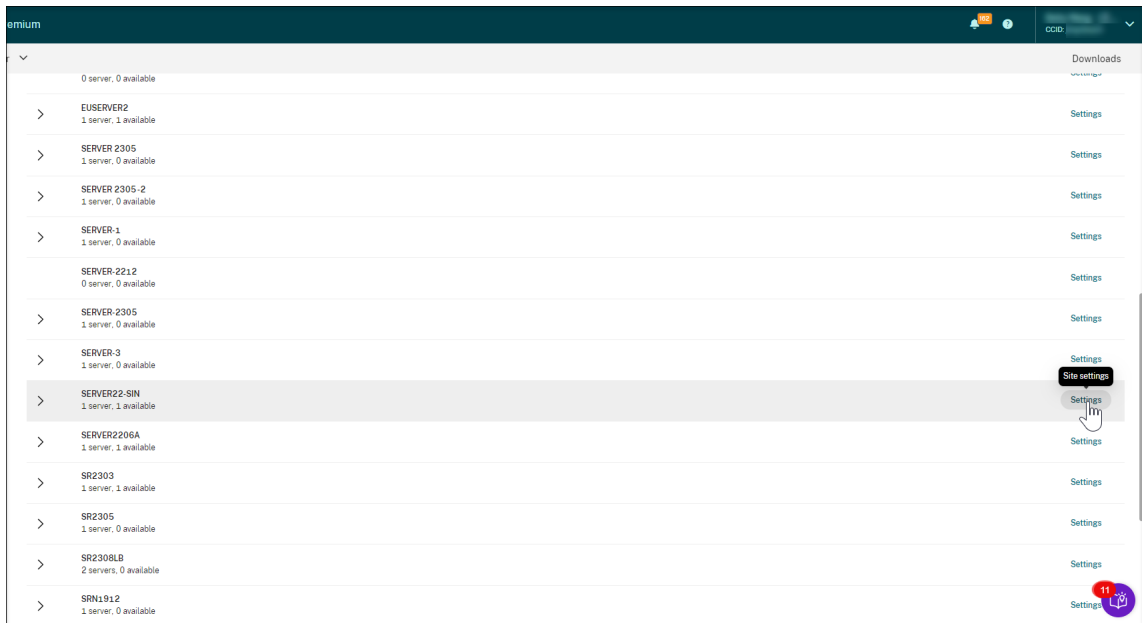 emium
162
?
CCID:
r
Downloads
0 server, 0 available
Settings
EUSERVER2
1 server, 1 available
Settings
SERVER 2305
1 server, 0 available
Settings
SERVER 2305-2
1 server, 0 available
Settings
SERVER-1
1 server, 0 available
Settings
SERVER-2212
0 server, 0 available
Settings
SERVER-2305
1 server, 0 available
Settings
SERVER-3
1 server, 0 available
Settings
Site settings
SERVER22-SIN
1 server, 1 available
Settings
SERVER2206A
1 server, 1 available
Settings
SR2303
1 server, 1 available
Settings
SR2305
1 server, 0 available
Settings
SR2308LB
2 servers, 0 available
Settings
SRN1912
1 server, 0 available
Settings
11